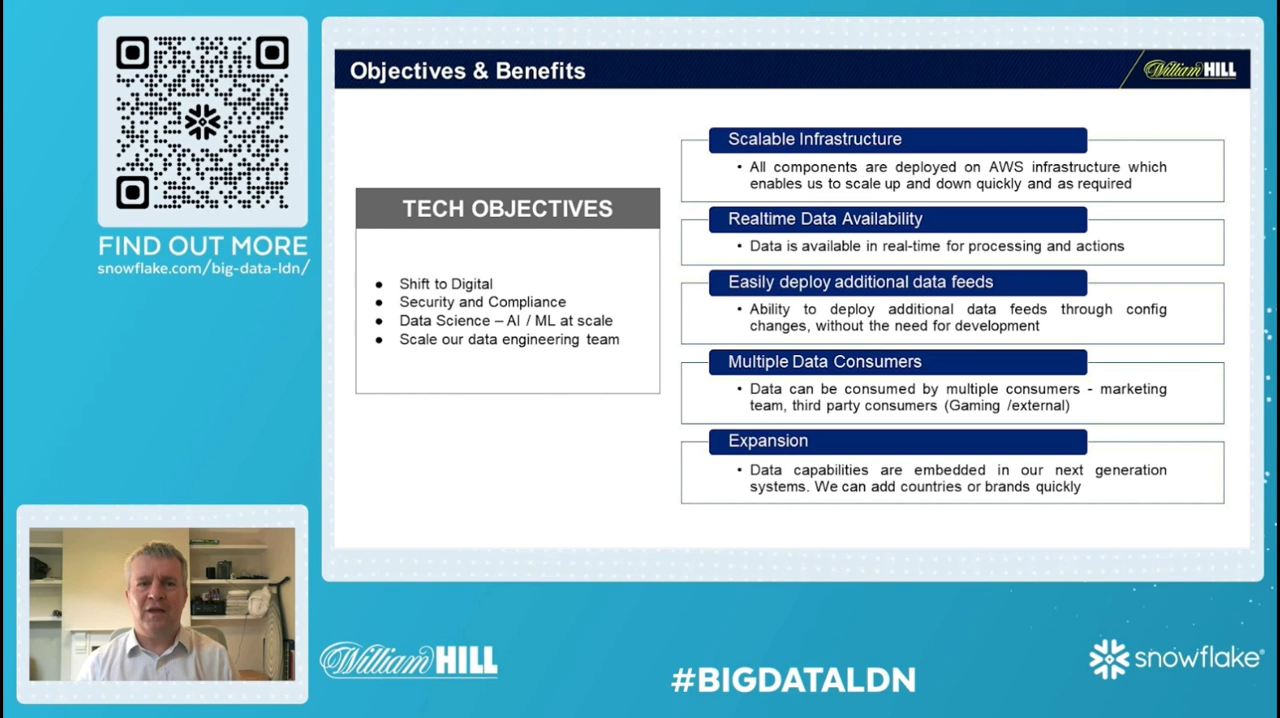 FIND OUT MORE
snowflake.com/big-data-ldn/
Objectives & Benefits
William HILL
TECH OBJECTIVES
● Shift to Digital
● Security and Compliance
● Data Science – AI / ML at scale
● Scale our data engineering team
Scalable Infrastructure
• All components are deployed on AWS infrastructure which
enables us to scale up and down quickly and as required
Realtime Data Availability
• Data is available in real-time for processing and actions
Easily deploy additional data feeds
• Ability to deploy additional data feeds through config
changes, without the need for development
Multiple Data Consumers
• Data can be consumed by multiple consumers - marketing
team, third party consumers (Gaming /external)
Expansion
• Data capabilities are embedded in our next generation
systems. We can add countries or brands quickly
William HILL
#BIGDATALDN
snowflake®